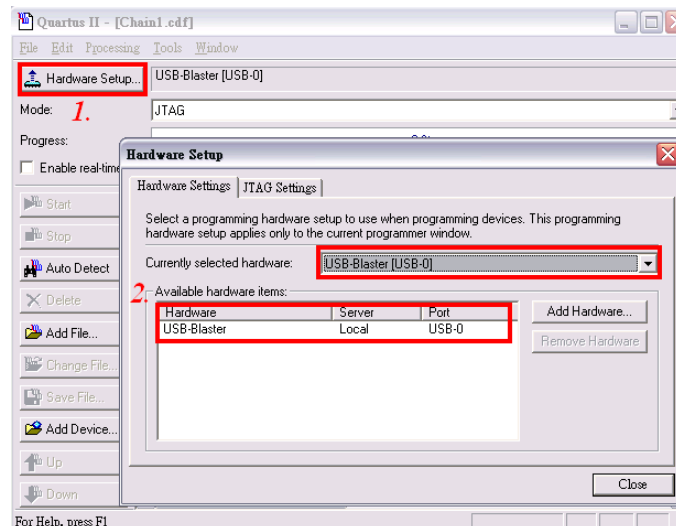 Quartus II - [Chain1.cdf]
File Edit Processing Tools Window
Hardware Setup... USB-Blaster [USB-0]
1.
Mode: JTAG
Progress:
Enable real-time
Hardware Setup
Hardware Settings JTAG Settings
Select a programming hardware setup to use when programming devices. This programming
hardware setup applies only to the current programmer window.
Currently selected hardware: USB-Blaster [USB-0]
2.
Available hardware items:
Hardware Server Port
USB-Blaster Local USB-0
Add Hardware...
Remove Hardware
Close
Start
Stop
Auto Detect
Delete
Add File...
Change File...
Save File...
Add Device...
Up
Down
For Help, press F1